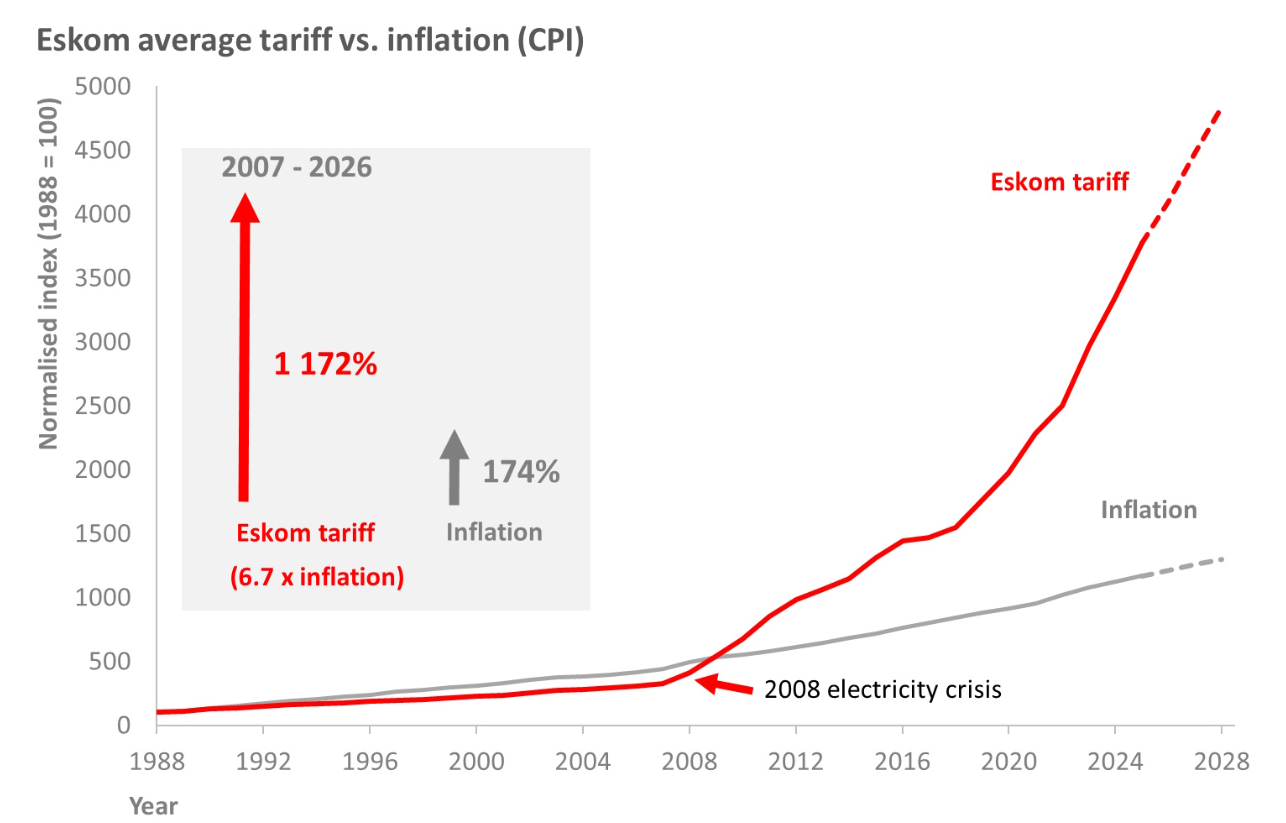 Eskom average tariff vs. inflation (CPI)
Normalised index (1988 = 100)
5000
4500
4000
3500
3000
2500
2000
1500
1000
500
0
2007 - 2026
1 172%
174%
Eskom tariff
(6.7 x inflation)
Inflation
Eskom tariff
Inflation
2008 electricity crisis
1988 1992 1996 2000 2004 2008 2012 2016 2020 2024 2028
Year